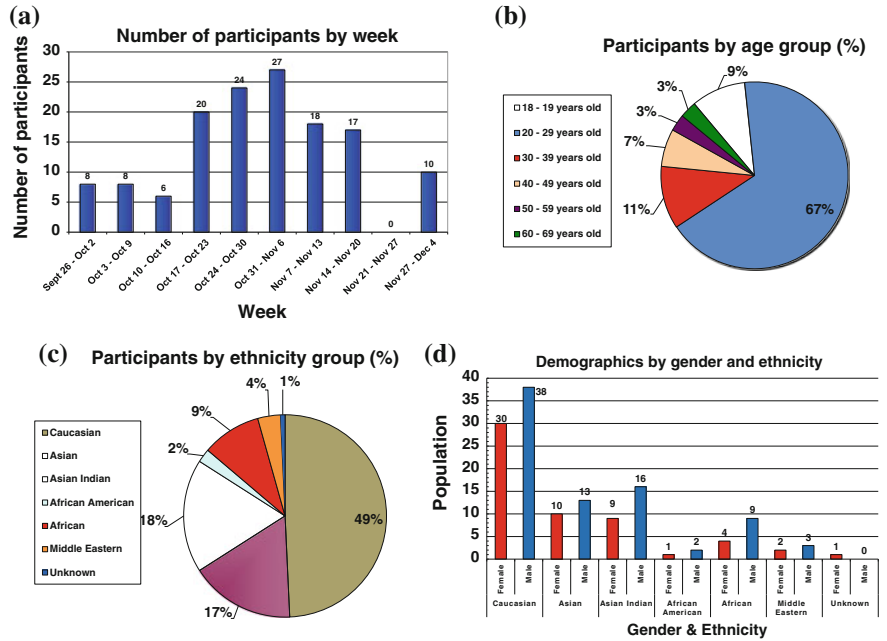 (a)
Number of participants by week
Number of participants
30
25
20
15
10
5
0
8
8
6
20
24
27
18
17
0
10
Sept 26 - Oct 2
Oct 3 - Oct 9
Oct 10 - Oct 16
Oct 17 - Oct 23
Oct 24 - Oct 30
Oct 31 - Nov 6
Nov 7 - Nov 13
Nov 14 - Nov 20
Nov 21 - Nov 27
Nov 27 - Dec 4
Week
(b)
Participants by age group (%)
18 - 19 years old
20 - 29 years old
30 - 39 years old
40 - 49 years old
50 - 59 years old
60 - 69 years old
9%
3%
3%
7%
11%
67%
(c)
Participants by ethnicity group (%)
Caucasian
Asian
Asian Indian
African American
African
Middle Eastern
Unknown
1%
4%
9%
2%
18%
17%
49%
(d)
Demographics by gender and ethnicity
Population
40
35
30
25
20
15
10
5
0
30
38
10
13
9
16
1
2
4
9
2
3
1
0
Female
Male
Female
Male
Female
Male
Female
Male
Female
Male
Female
Male
Female
Male
Caucasian
Asian
Asian Indian
African
American
African
Middle
Eastern
Unknown
Gender & Ethnicity